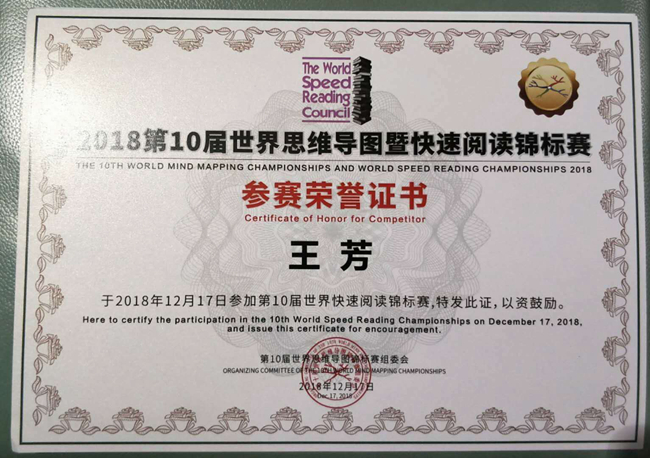 The World
Speed
Reading
Council
2018第10届世界思维导图暨快速阅读锦标赛
THE 10TH WORLD MIND MAPPING CHAMPIONSHIPS AND WORLD SPEED READING CHAMPIONSHIPS 2018
参赛荣誉证书
Certificate of Honor for Competitor
王芳
于2018年12月17日参加第10届世界快速阅读锦标赛,特发此证,以资鼓励。
Here to certify the participation in the 10th World Speed Reading Championships on December 17, 2018,
and issue this certificate for encouragement.
第10届世界思维导图锦标赛组委会
ORGANIZING COMMITTEE OF THE 10TH WORLD MIND MAPPING CHAMPIONSHIPS
2018年12月17日
Dec.17, 2018